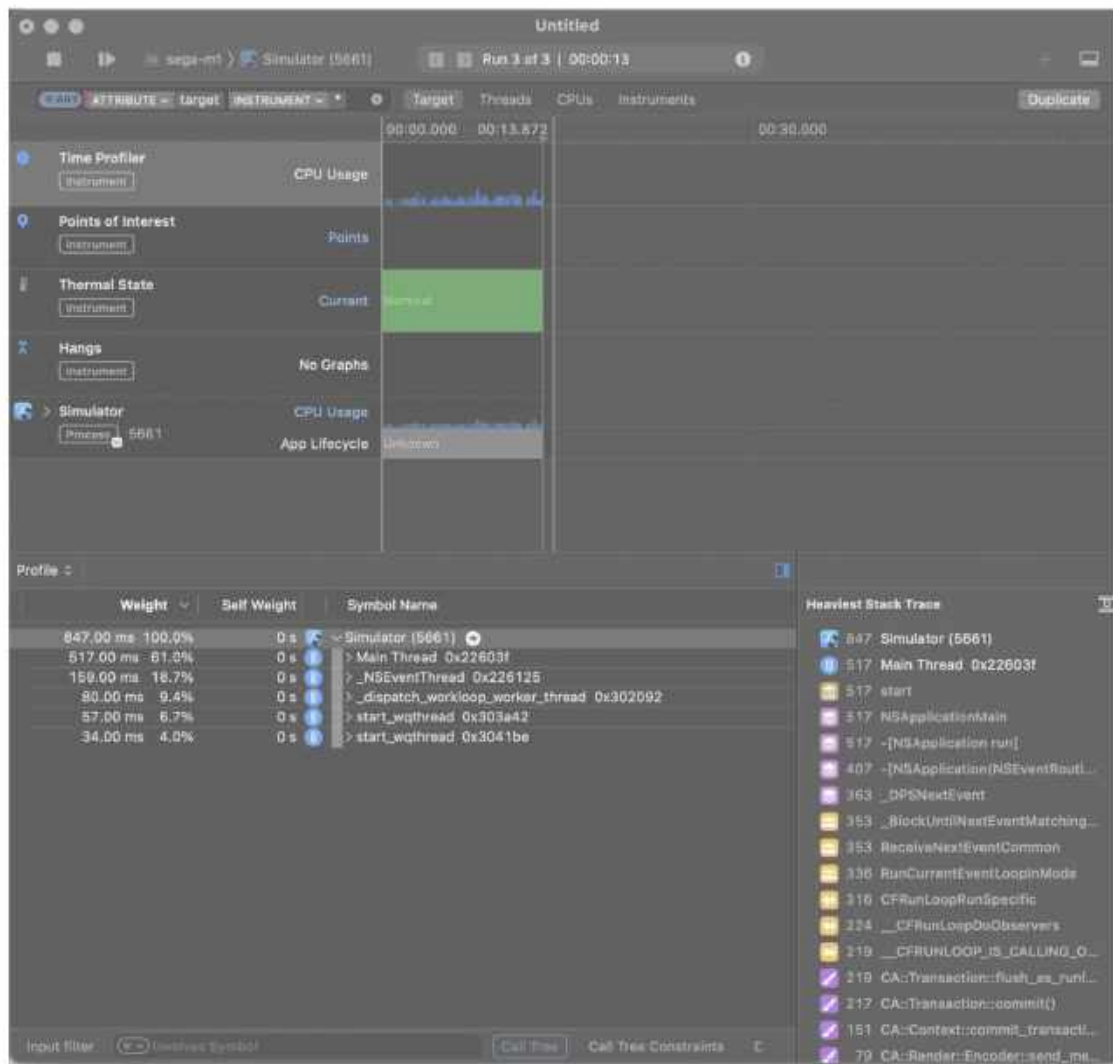 Untitled
sega-m1 〉 Simulator (5661)
Run 3 of 3 | 00:00:13
ANY ATTRIBUTE target INSTRUMENT * Target Threads CPUs Instruments Duplicate
00:00.000 00:13.872 00:30.000
Time Profiler
Instrument
CPU Usage
Points of Interest
Instrument
Points
Thermal State
Instrument
Current
Nominal
Hangs
Instrument
No Graphs
Simulator
Process 5661
CPU Usage
App Lifecycle
Unknown
Profile
Weight Self Weight Symbol Name
847.00 ms 100.0% 0 s Simulator (5661)
517.00 ms 61.0% 0 s Main Thread 0x22603f
159.00 ms 18.7% 0 s _NSEventThread 0x226125
80.00 ms 9.4% 0 s _dispatch_workloop_worker_thread 0x302092
57.00 ms 6.7% 0 s start_wqthread 0x303a42
34.00 ms 4.0% 0 s start_wqthread 0x3041be
Heaviest Stack Trace
847 Simulator (5661)
517 Main Thread 0x22603f
517 start
517 NSApplicationMain
517 -[NSApplication run]
407 -[NSApplication(NSEventRouti...
363 _DPSNextEvent
353 _BlockUntilNextEventMatching...
353 ReceiveNextEventCommon
336 RunCurrentEventLoopInMode
316 CFRunLoopRunSpecific
224 __CFRunLoopDoObservers
219 __CFRUNLOOP_IS_CALLING_O...
219 CA::Transaction::flush_as_runl...
217 CA::Transaction::commit()
151 CA::Context::commit_transacti...
79 CA::Render::Encoder::send_me...
Input filter Involves Symbol Call Tree Call Tree Constraints C